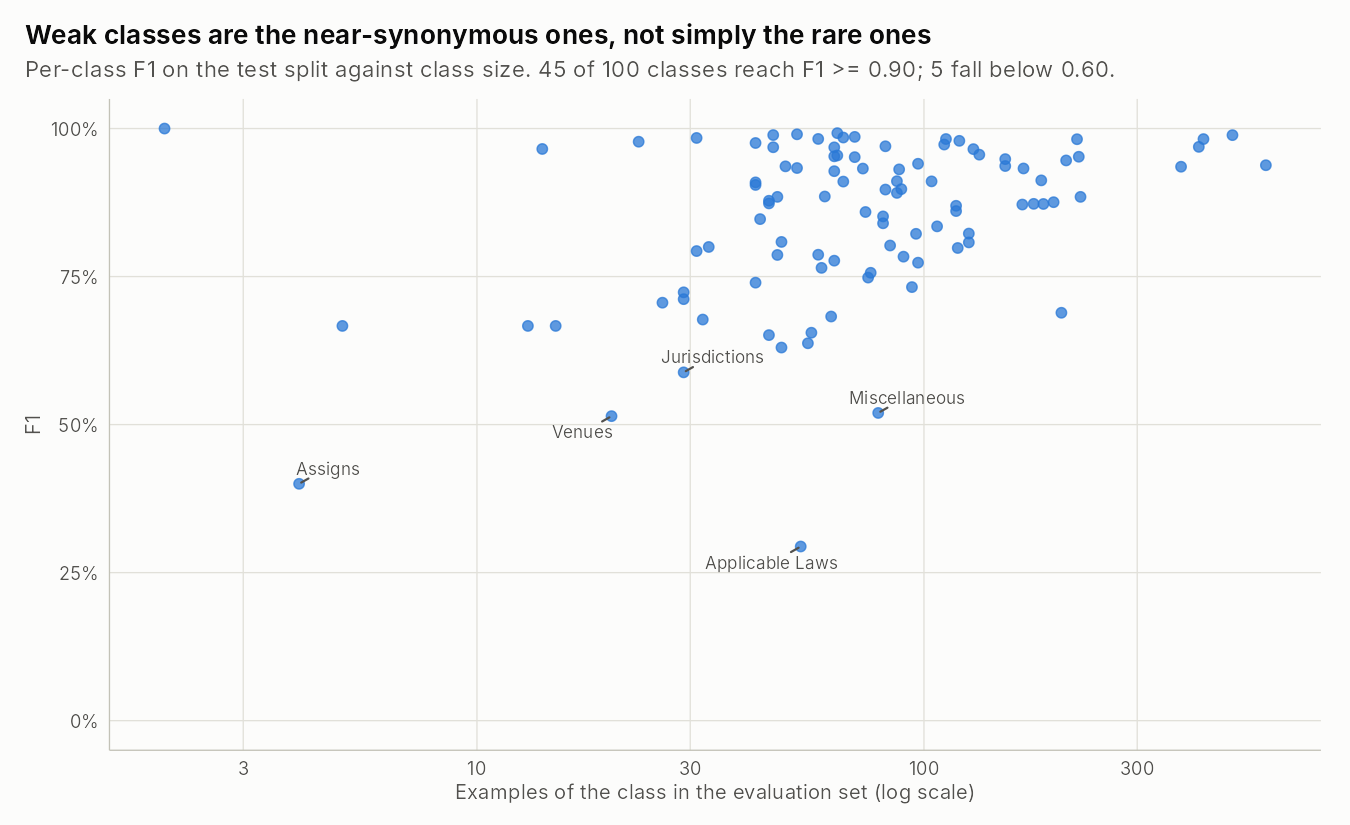 Weak classes are the near-synonymous ones, not simply the rare ones
Per-class F1 on the test split against class size. 45 of 100 classes reach F1 >= 0.90; 5 fall below 0.60.
100%
75%
Jurisdictions
Miscellaneous
F1
50%
Venues
Assigns
Applicable Laws
25%
0%
3
10
30
100
300
Examples of the class in the evaluation set (log scale)